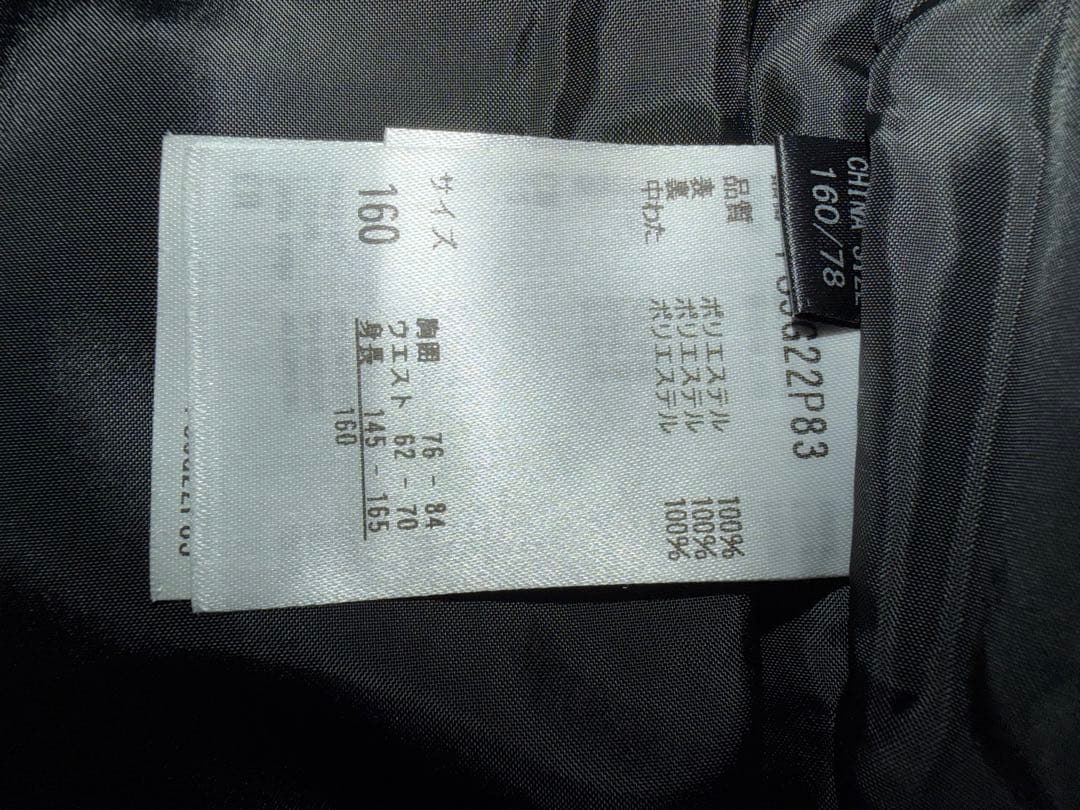 CHINA SIZE
160/78
G22P83
品質
表 ポリエステル 100%
裏 ポリエステル 100%
中わた ポリエステル 100%
サイズ
160
胸囲 76 - 84
ウエスト 62 - 70
身長 145 - 165
160